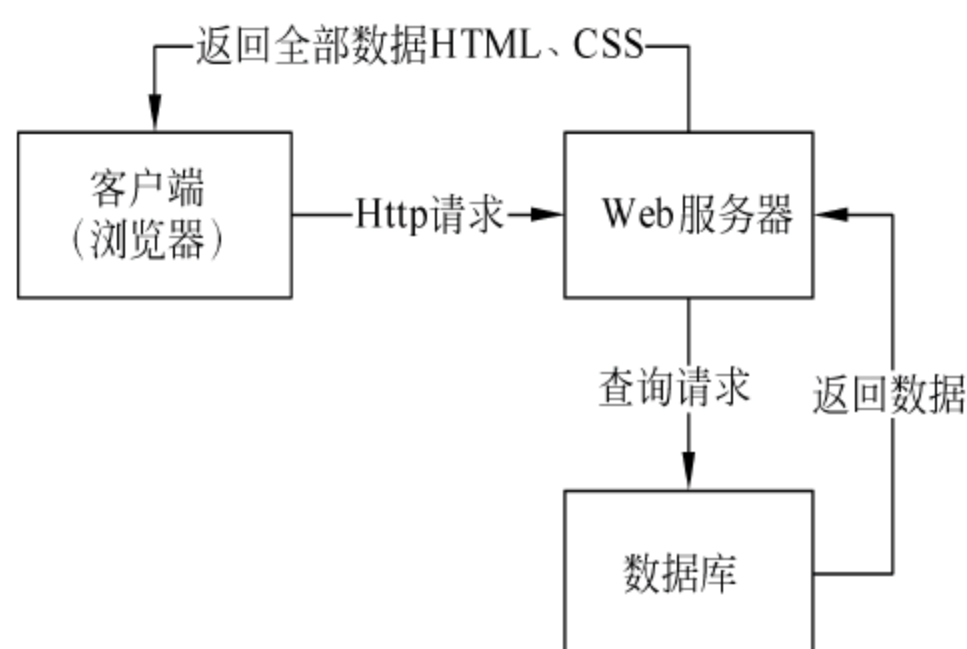 返回全部数据HTML、CSS
客户端
（浏览器）
Http请求
Web服务器
查询请求
返回数据
数据库